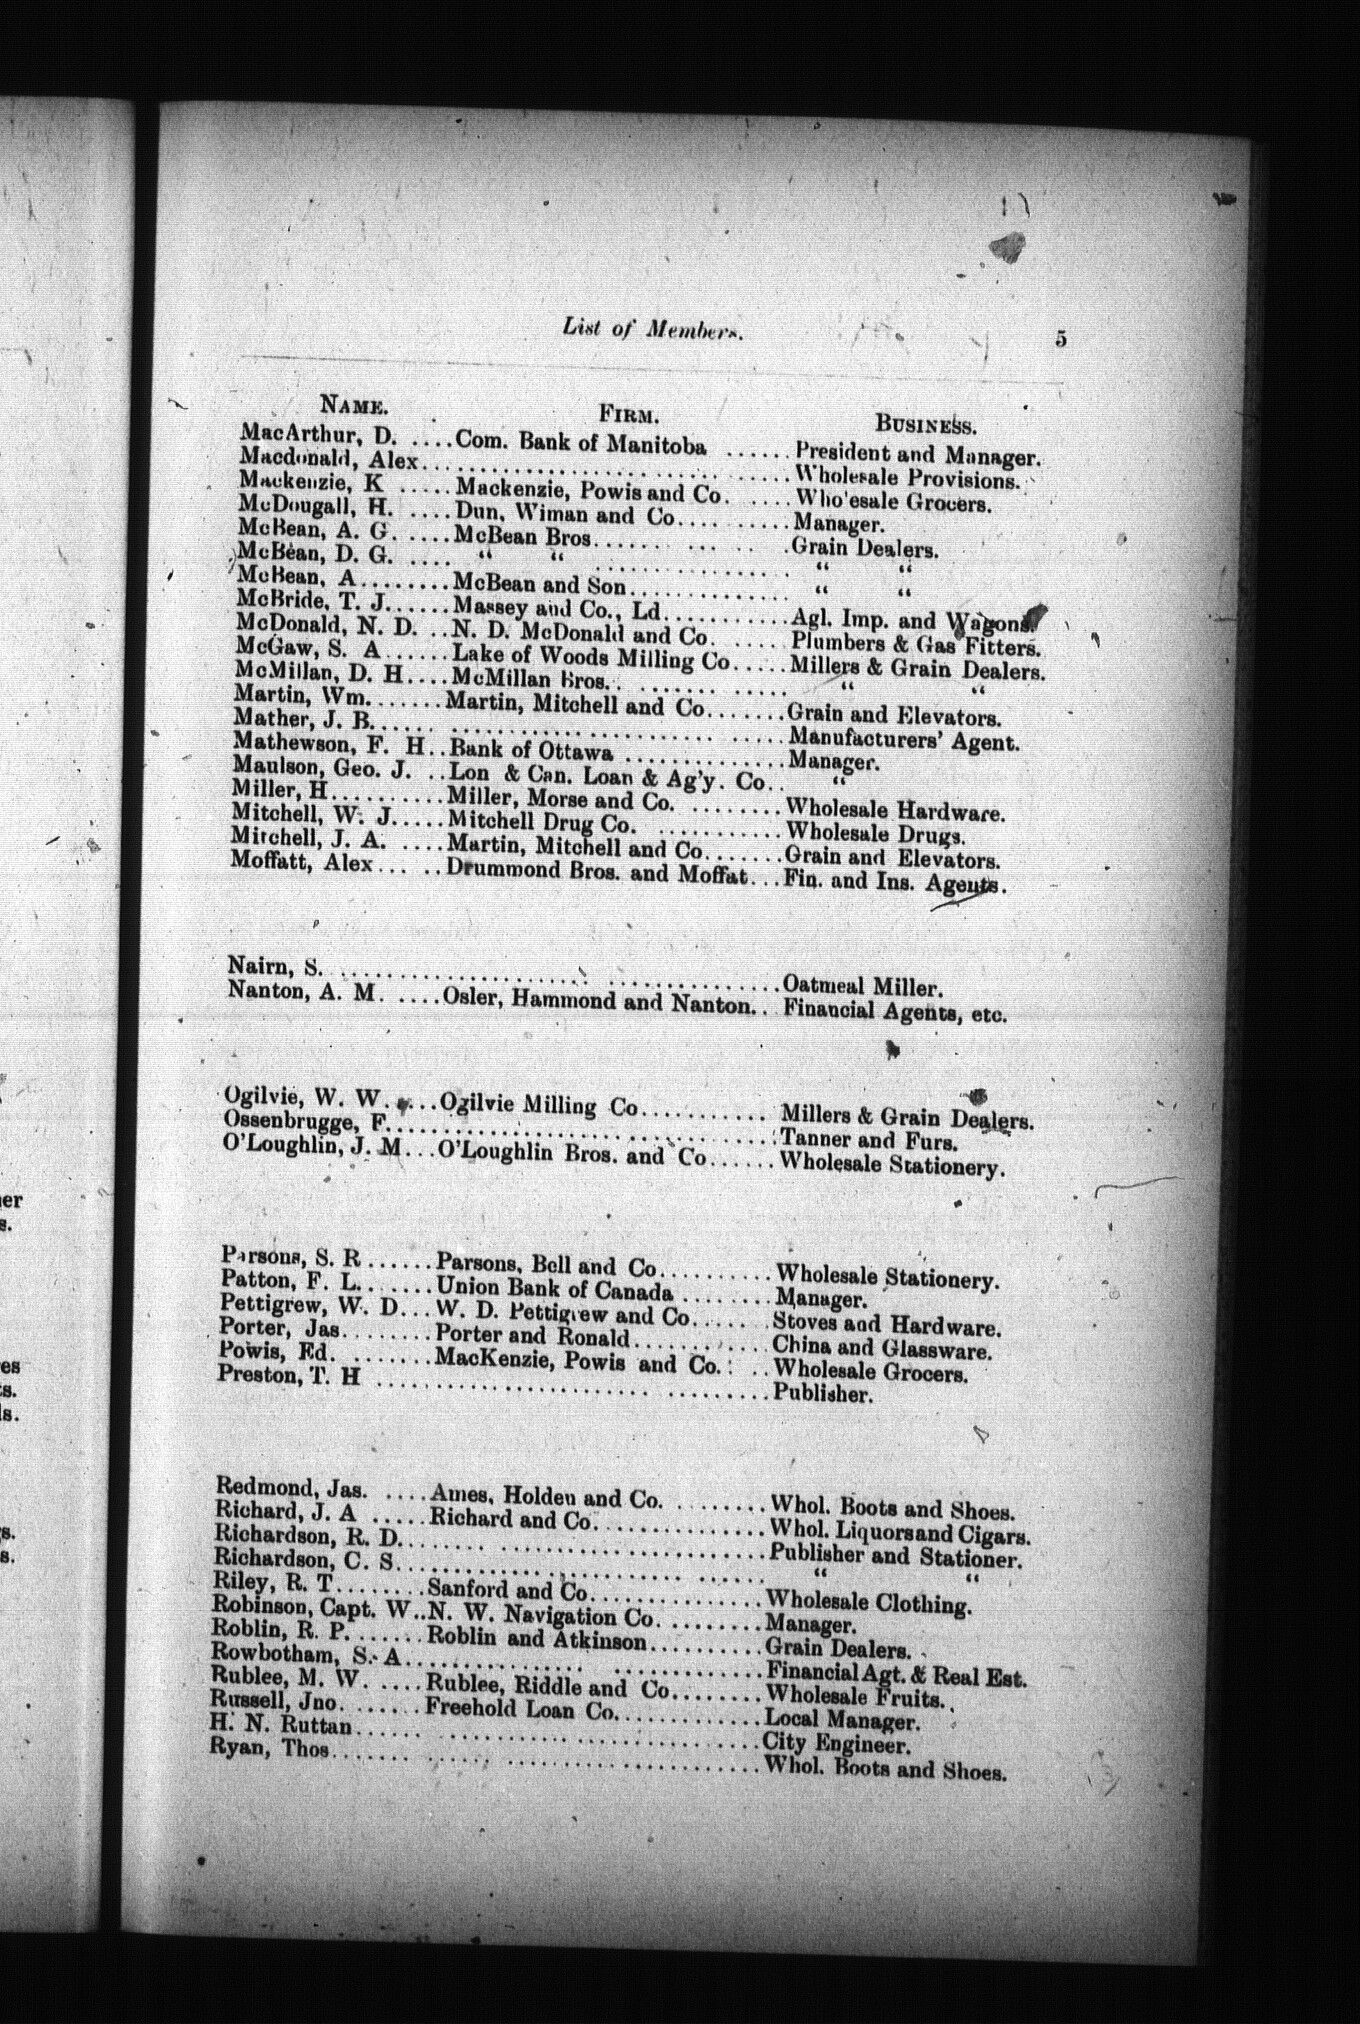 er
s.
es
ts.
ls.
s.
s.
List of Members.
5
NAME. FIRM. BUSINESS.
MacArthur, D. ....Com. Bank of Manitoba ......President and Manager.
Macdonald, Alex..............................Wholesale Provisions.
Mackenzie, K .....Mackenzie, Powis and Co. ....Who'esale Grocers.
McDougall, H. ....Dun, Wiman and Co..........Manager.
McBean, A. G.....McBean Bros...... ... .. .Grain Dealers.
McBean, D. G. .... “ “ ................ “ “
McBean, A........McBean and Son.............. “ “
McBride, T. J......Massey and Co., Ld...........Agl. Imp. and Wagons.
McDonald, N. D. ..N. D. McDonald and Co. .....Plumbers & Gas Fitters.
McGaw, S. A......Lake of Woods Milling Co.....Millers & Grain Dealers.
McMillan, D. H....McMillan Bros.. ....... ..... “ “
Martin, Wm.......Martin, Mitchell and Co.......Grain and Elevators.
Mather, J. B...... ............................Manufacturers' Agent.
Mathewson, F. H..Bank of Ottawa ..............Manager.
Maulson, Geo. J. ..Lon & Can. Loan & Ag'y. Co.. “
Miller, H..........Miller, Morse and Co. ........Wholesale Hardware.
Mitchell, W. J.....Mitchell Drug Co. ...........Wholesale Drugs.
Mitchell, J. A. ....Martin, Mitchell and Co.......Grain and Elevators.
Moffatt, Alex... ..Drummond Bros. and Moffat...Fin. and Ins. Agents.
Nairn, S. ....................................Oatmeal Miller.
Nanton, A. M. ....Osler, Hammond and Nanton.. Financial Agents, etc.
Ogilvie, W. W. ....Ogilvie Milling Co........... Millers & Grain Dealers.
Ossenbrugge, F................................Tanner and Furs.
O'Loughlin, J. M...O'Loughlin Bros. and Co......Wholesale Stationery.
Parsons, S. R......Parsons, Bell and Co..........Wholesale Stationery.
Patton, F. L.......Union Bank of Canada ........Manager.
Pettigrew, W. D...W. D. Pettigrew and Co.......Stoves and Hardware.
Porter, Jas........Porter and Ronald............China and Glassware.
Powis, Ed. .......MacKenzie, Powis and Co. ..Wholesale Grocers.
Preston, T. H ................................Publisher.
Redmond, Jas. ....Ames, Holden and Co. ........Whol. Boots and Shoes.
Richard, J. A .....Richard and Co...............Whol. Liquors and Cigars.
Richardson, R. D..............................Publisher and Stationer.
Richardson, C. S.............................. “ “
Riley, R. T........Sanford and Co...............Wholesale Clothing.
Robinson, Capt. W..N. W. Navigation Co.........Manager.
Roblin, R. P.......Roblin and Atkinson..........Grain Dealers.
Rowbotham, S. A..............................Financial Agt. & Real Est.
Rublee, M. W. .....Rublee, Riddle and Co........Wholesale Fruits.
Russell, Jno. ......Freehold Loan Co.............Local Manager.
H. N. Ruttan..................................City Engineer.
Ryan, Thos....................................Whol. Boots and Shoes.